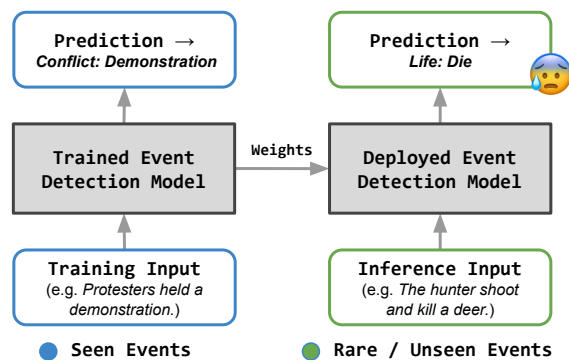 Prediction →
Conflict: Demonstration
Prediction →
Life: Die
Trained Event
Detection Model
Weights
Deployed Event
Detection Model
Training Input
(e.g. Protesters held a
demonstration.)
Inference Input
(e.g. The hunter shoot
and kill a deer.)
Seen Events
Rare / Unseen Events